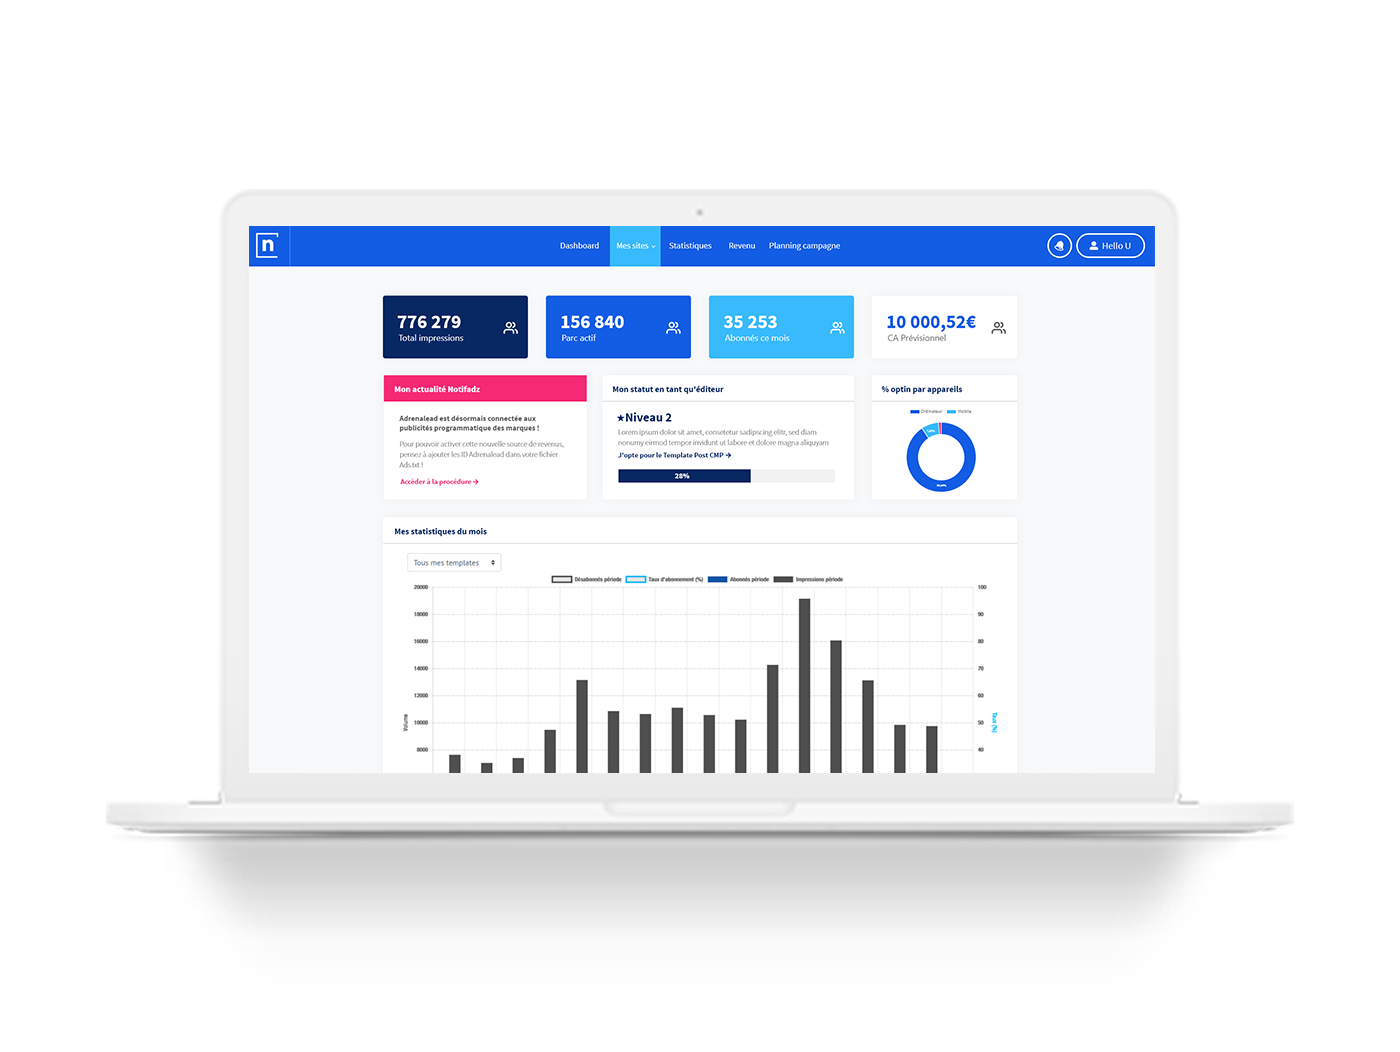 n
Dashboard
Mes sites
Statistiques
Revenu
Planning campagne
Hello U
776 279
Total impressions
156 840
Parc actif
35 253
Abonnés ce mois
10 000,52€
CA Prévisionnel
Mon actualité Notifadz
Adrenalead est désormais connectée aux
publicités programmatique des marques !
Pour pouvoir activer cette nouvelle source de revenus,
pensez à ajouter les ID Adrenalead dans votre fichier
Ads.txt !
Accèder à la procédure →
Mon statut en tant qu'éditeur
★Niveau 2
Lorem ipsum dolor sit amet, consetetur sadipscing elitr, sed diam
nonumy eirmod tempor invidunt ut labore et dolore magna aliquyam
J'opte pour le Template Post CMP →
28%
% optin par appareils
Ordinateur
Mobile
Mes statistiques du mois
Tous mes templates
Désabonnés période
Taux d'abonnement (%)
Abonnés période
Impressions période
20000
18000
16000
14000
12000
10000
8000
Volume
100
90
80
70
60
50
40
Taux (%)